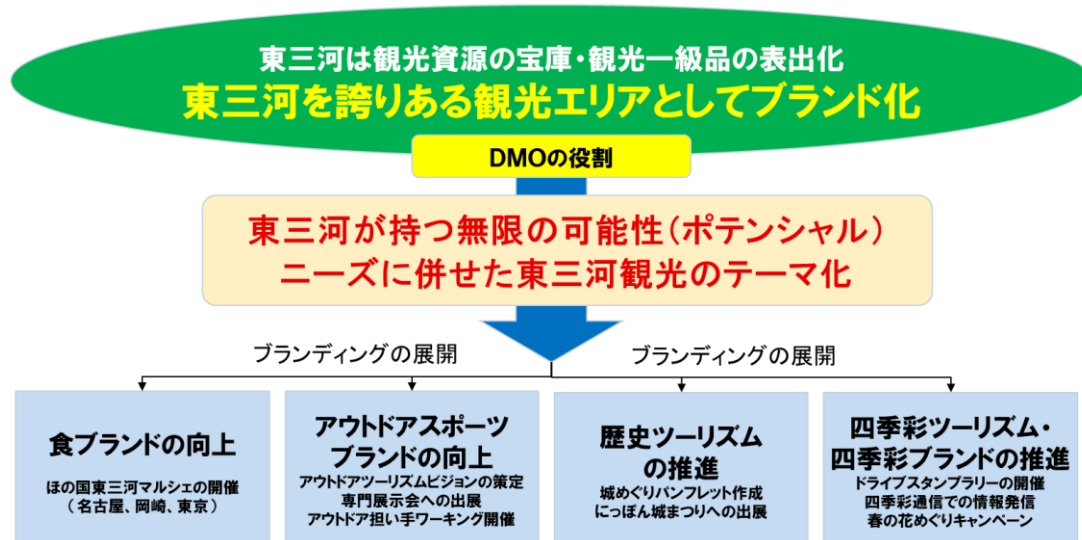 東三河は観光資源の宝庫・観光一級品の表出化
東三河を誇りある観光エリアとしてブランド化
DMOの役割
東三河が持つ無限の可能性（ポテンシャル）
ニーズに併せた東三河観光のテーマ化
ブランディングの展開
ブランディングの展開
食ブランドの向上
ほの国東三河マルシェの開催
（名古屋、岡崎、東京）
アウトドアスポーツ
ブランドの向上
アウトドアツーリズムビジョンの策定
専門展示会への出展
アウトドア担い手ワーキング開催
歴史ツーリズム
の推進
城めぐりパンフレット作成
にっぽん城まつりへの出展
四季彩ツーリズム・
四季彩ブランドの推進
ドライブスタンプラリーの開催
四季彩通信での情報発信
春の花めぐりキャンペーン